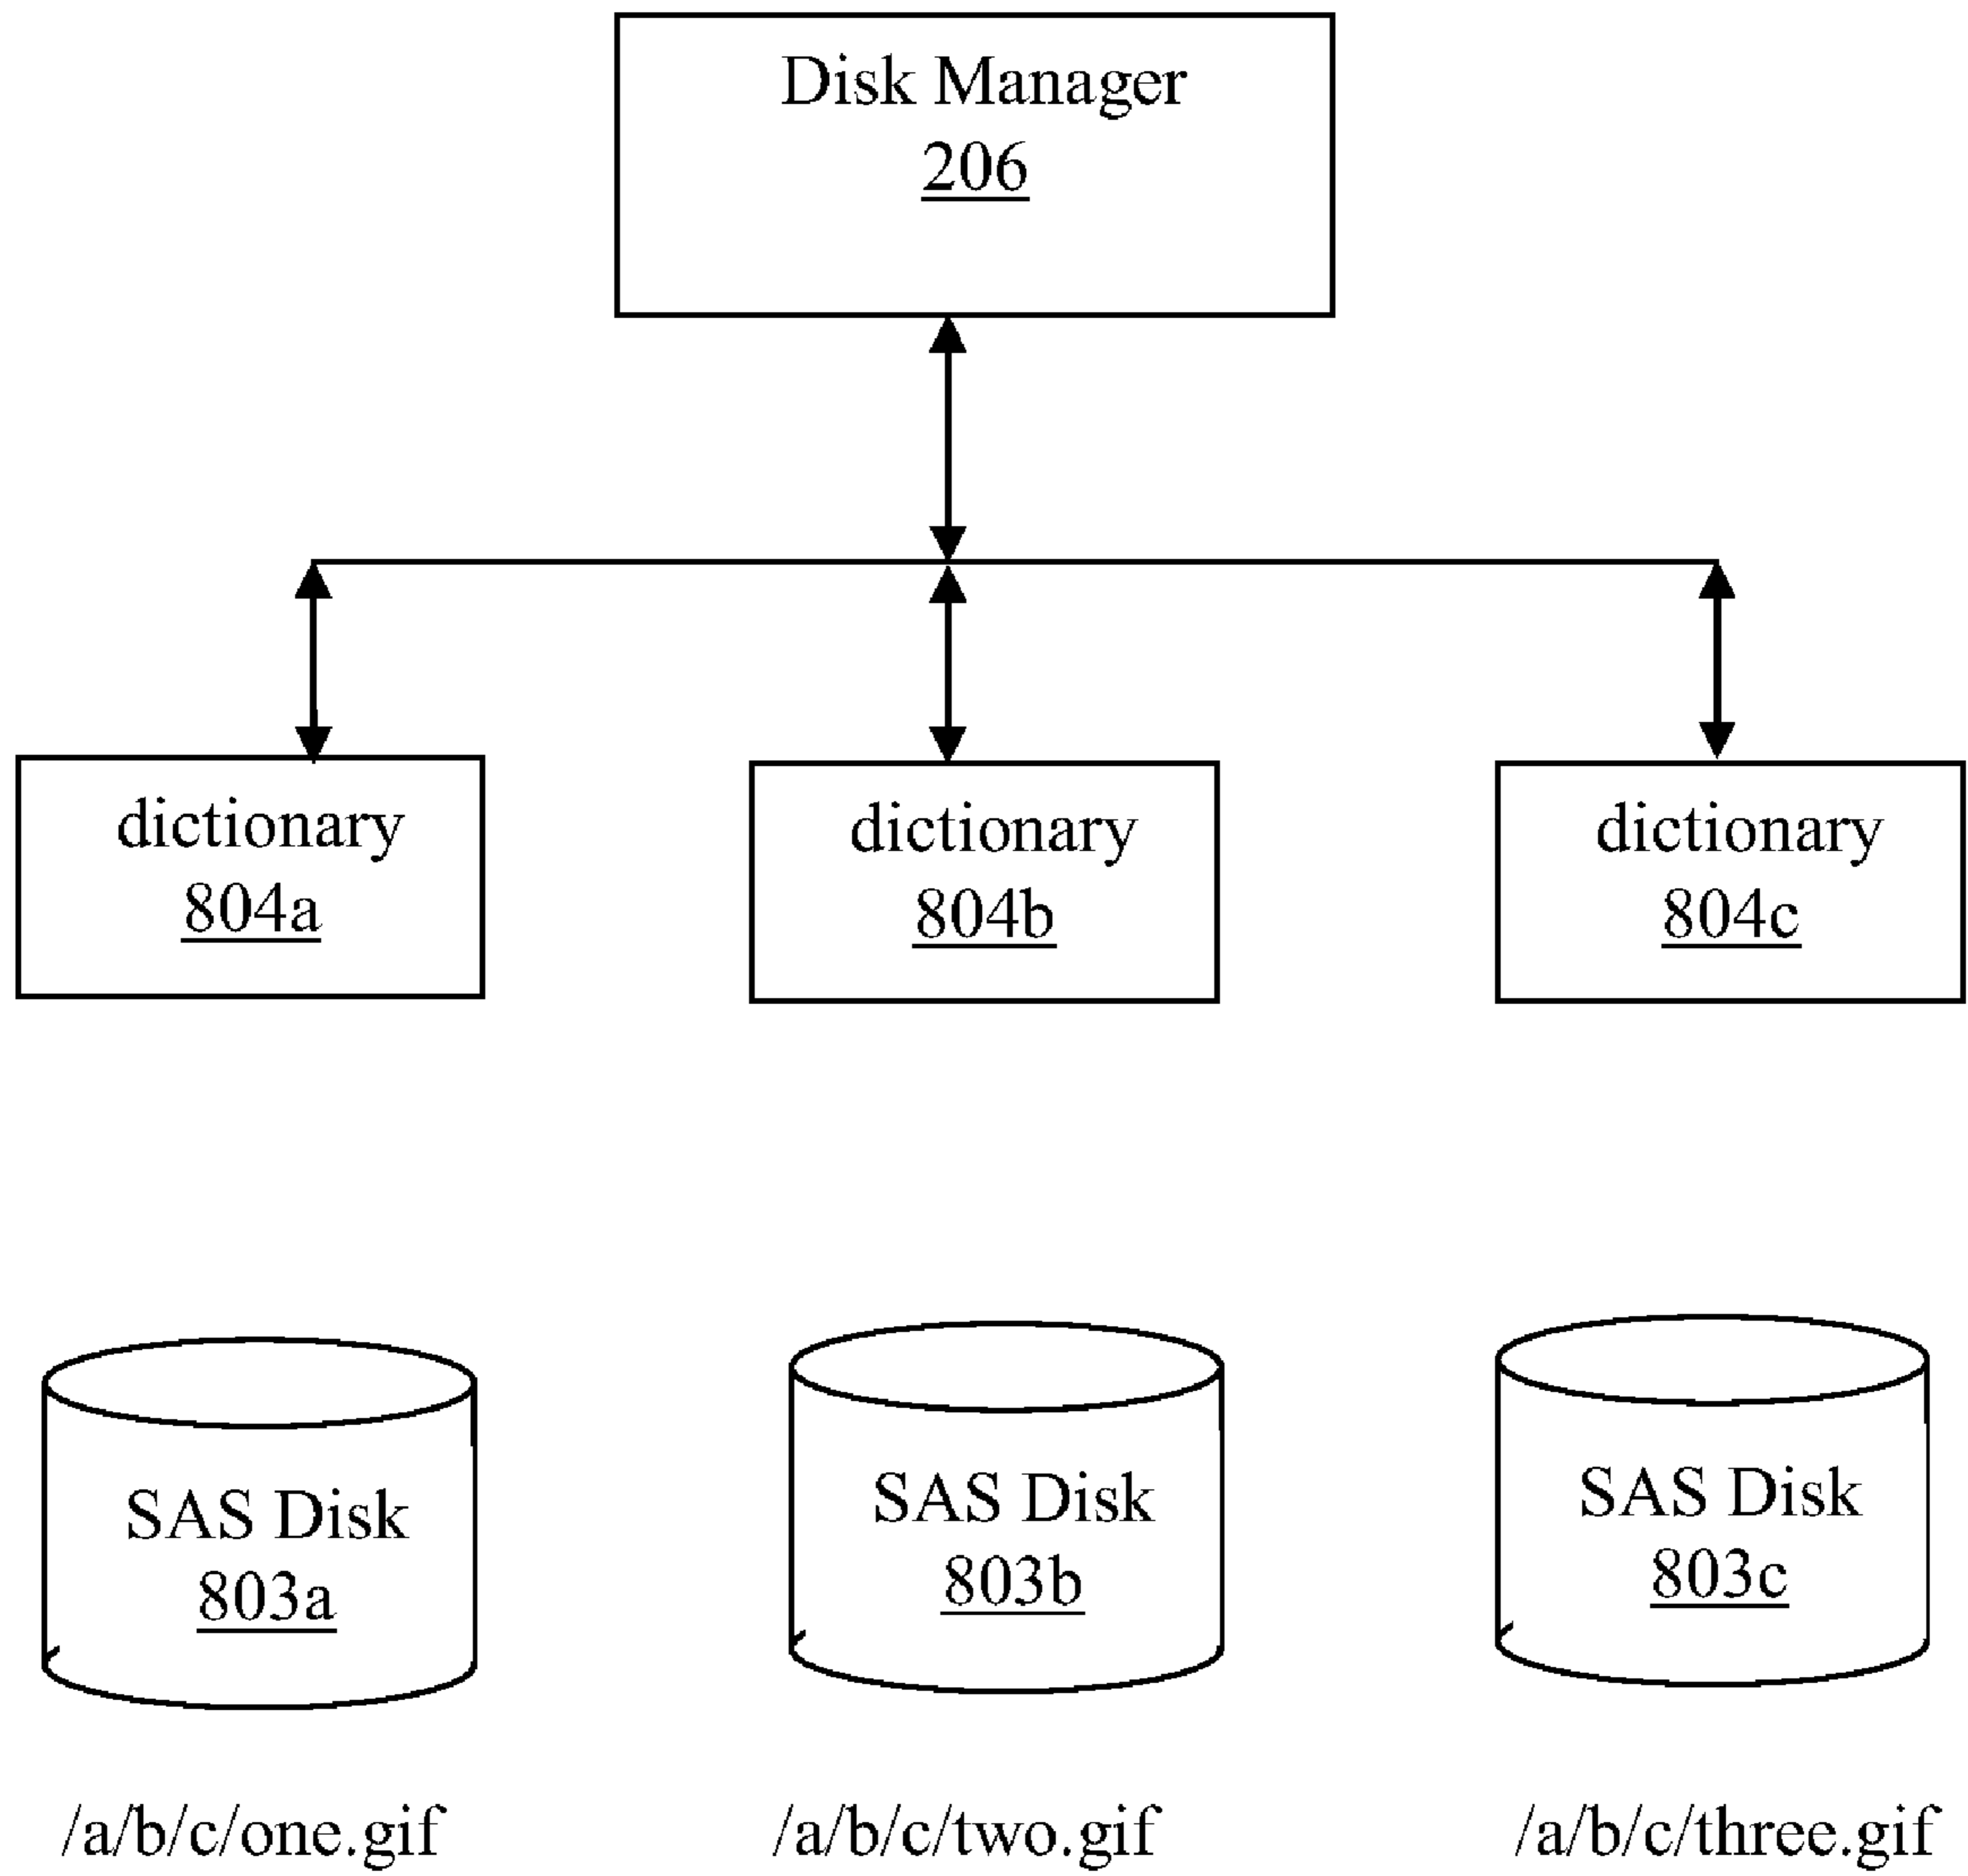 Disk Manager
206
dictionary
804a
dictionary
804b
dictionary
804c
SAS Disk
803a
SAS Disk
803b
SAS Disk
803c
/a/b/c/one.gif
/a/b/c/two.gif
/a/b/c/three.gif